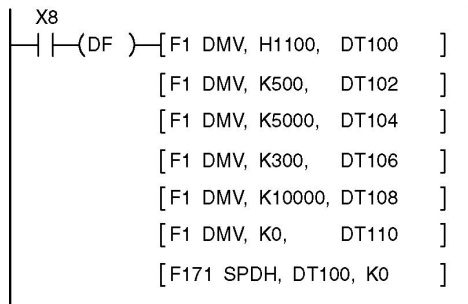 X8
(DF ) [F1 DMV, H1100, DT100 ]
[F1 DMV, K500, DT102 ]
[F1 DMV, K5000, DT104 ]
[F1 DMV, K300, DT106 ]
[F1 DMV, K10000, DT108 ]
[F1 DMV, K0, DT110 ]
[F171 SPDH, DT100, K0 ]